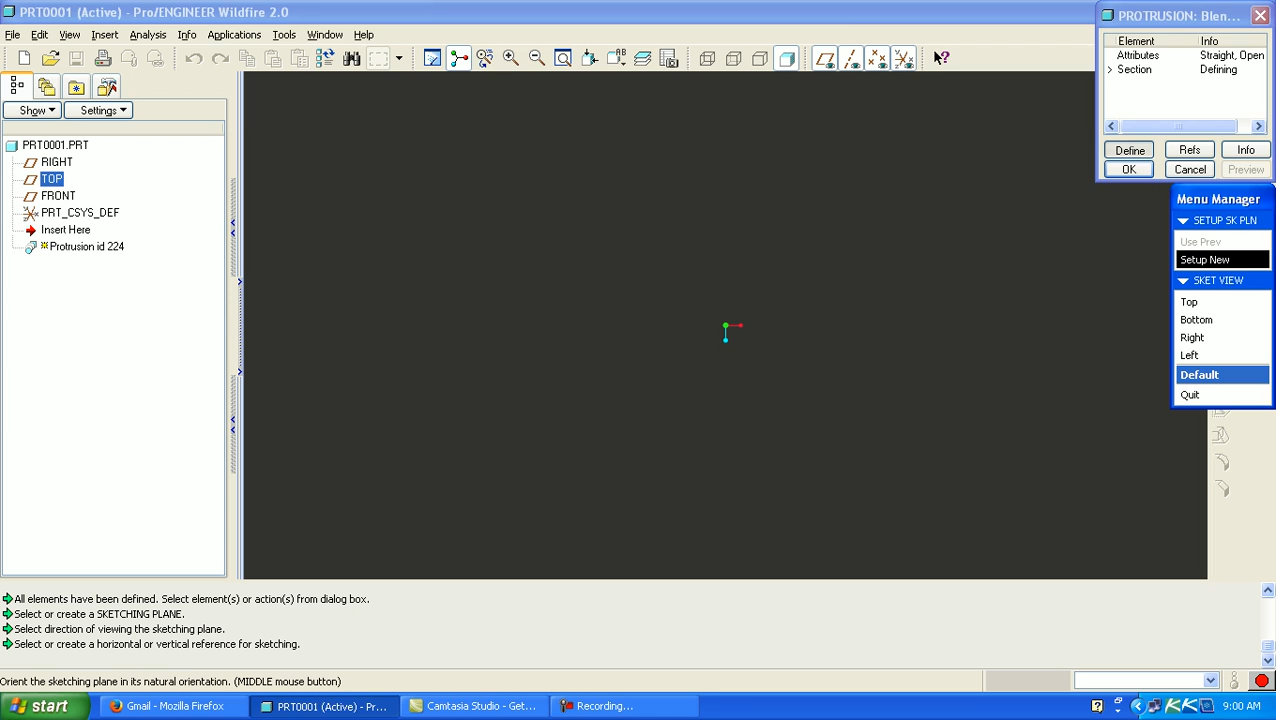 PRT0001 (Active) - Pro/ENGINEER Wildfire 2.0
File Edit View Insert Analysis Info Applications Tools Window Help
Show Settings
PRT0001.PRT
RIGHT
TOP
FRONT
PRT_CSYS_DEF
Insert Here
Protrusion id 224
PROTRUSION: Blen...
Element Info
Attributes Straight, Open
Section Defining
Define Refs Info
OK Cancel Preview
Menu Manager
SETUP SK PLN
Use Prev
Setup New
SKET VIEW
Top
Bottom
Right
Left
Default
Quit
All elements have been defined. Select element(s) or action(s) from dialog box.
Select or create a SKETCHING PLANE.
Select direction of viewing the sketching plane.
Select or create a horizontal or vertical reference for sketching.
Orient the sketching plane in its natural orientation. (MIDDLE mouse button)
start Gmail - Mozilla Firefox PRT0001 (Active) - Pr... Camtasia Studio - Get... Recording... 9:00 AM